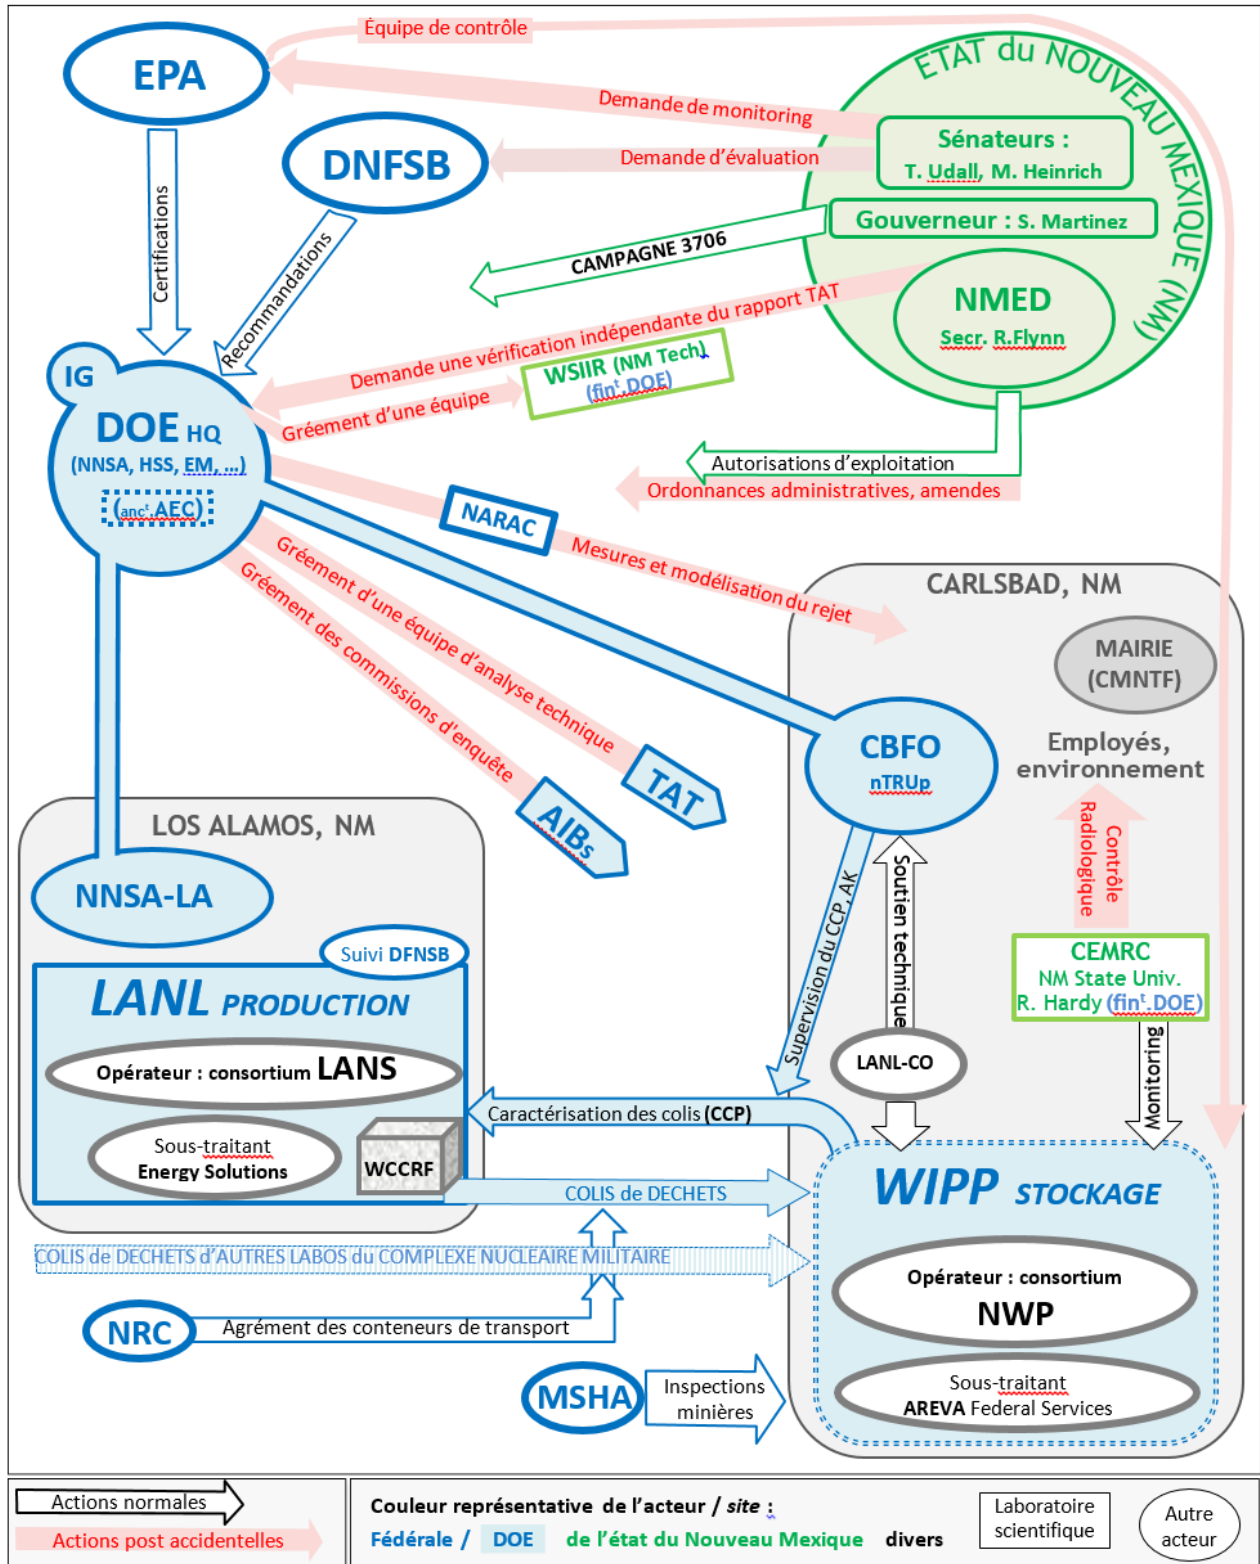 Équipe de contrôle
EPA
ETAT du NOUVEAU MEXIQUE (NM)
Demande de monitoring
Sénateurs :
T. Udall, M. Heinrich
DNFSB
Demande d'évaluation
Gouverneur : S. Martinez
CAMPAGNE 3706
Certifications
Recommandations
NMED
Secr. R.Flynn
Demande une vérification indépendante du rapport TAT
WSIIR (NM Tech)
(fint.DOE)
Gréement d'une équipe
IG
DOE HQ
(NNSA, HSS, EM, ...)
(anct.AEC)
Autorisations d'exploitation
Ordonnances administratives, amendes
NARAC
Mesures et modélisation du rejet
Gréement d'une équipe d'analyse technique
Gréement des commissions d'enquête
TAT
AIBs
CARLSBAD, NM
MAIRIE
(CMNTF)
CBFO
nTRUp
Employés,
environnement
Contrôle
Radiologique
LOS ALAMOS, NM
NNSA-LA
Supervision du CCP, AK
Soutien technique
CEMRC
NM State Univ.
R. Hardy (fint.DOE)
Suivi DFNSB
LANL PRODUCTION
Opérateur : consortium LANS
LANL-CO
Monitoring
Caractérisation des colis (CCP)
Sous-traitant
Energy Solutions
WCCRF
COLIS de DECHETS
WIPP STOCKAGE
COLIS de DECHETS d'AUTRES LABOS du COMPLEXE NUCLEAIRE MILITAIRE
Opérateur : consortium
NWP
NRC
Agrément des conteneurs de transport
MSHA
Inspections
minières
Sous-traitant
AREVA Federal Services
Actions normales
Actions post accidentelles
Couleur représentative de l'acteur / site :
Fédérale / DOE de l'état du Nouveau Mexique divers
Laboratoire
scientifique
Autre
acteur